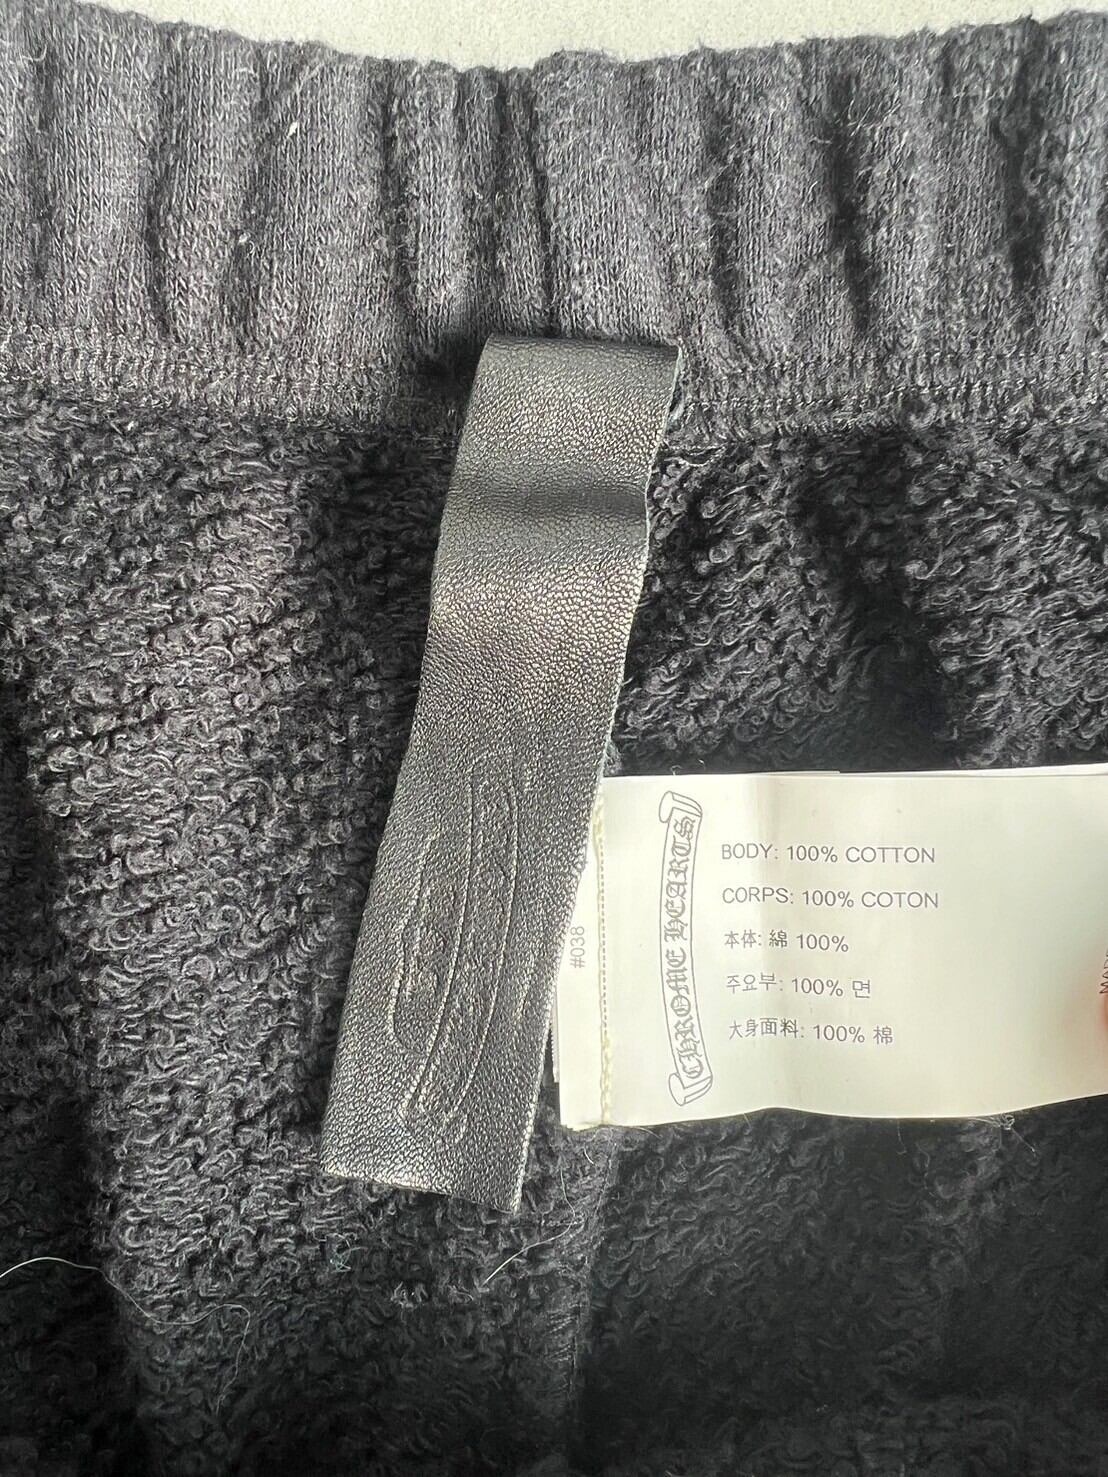 #038
CHROME HEARTS
BODY: 100% COTTON
CORPS: 100% COTON
本体: 綿 100%
주요부: 100% 면
大身面料: 100% 棉